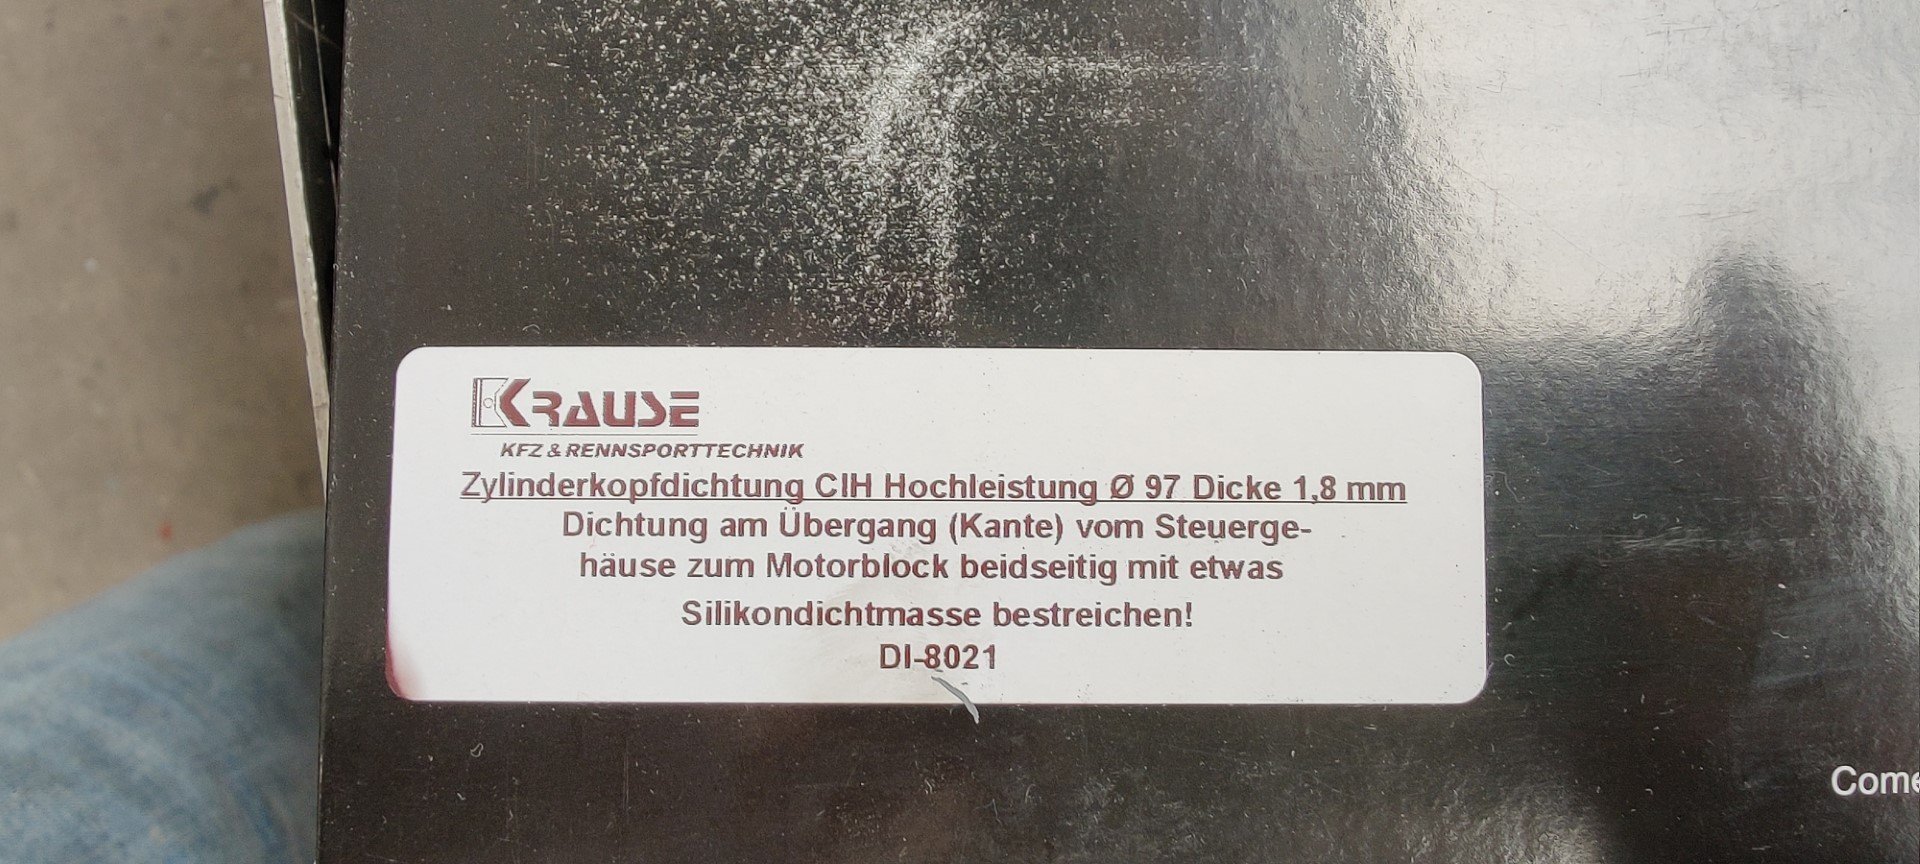 KRAUSE
KFZ & RENNSPORTTECHNIK
Zylinderkopfdichtung CIH Hochleistung Ø 97 Dicke 1,8 mm
Dichtung am Übergang (Kante) vom Steuerge-
häuse zum Motorblock beidseitig mit etwas
Silikondichtmasse bestreichen!
DI-8021